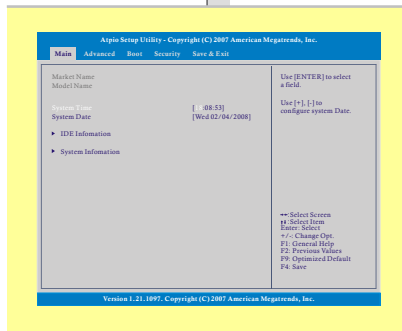 Atpio Setup Utility - Copyright (C) 2007 American Megatrends, Inc.
Main Advanced Boot Security Save & Exit
Market Name
Model Name
System Time [15:08:53]
System Date [Wed 02/04/2008]
IDE Infomation
System Infomation
Use [ENTER] to select
a field.
Use [+], [-] to
configure system Date.
:Select Screen
:Select Item
Enter: Select
+/-: Change Opt.
F1: General Help
F2: Previous Values
F9: Optimized Default
F4: Save
Version 1.21.1097. Copyright (C) 2007 American Megatrends, Inc.